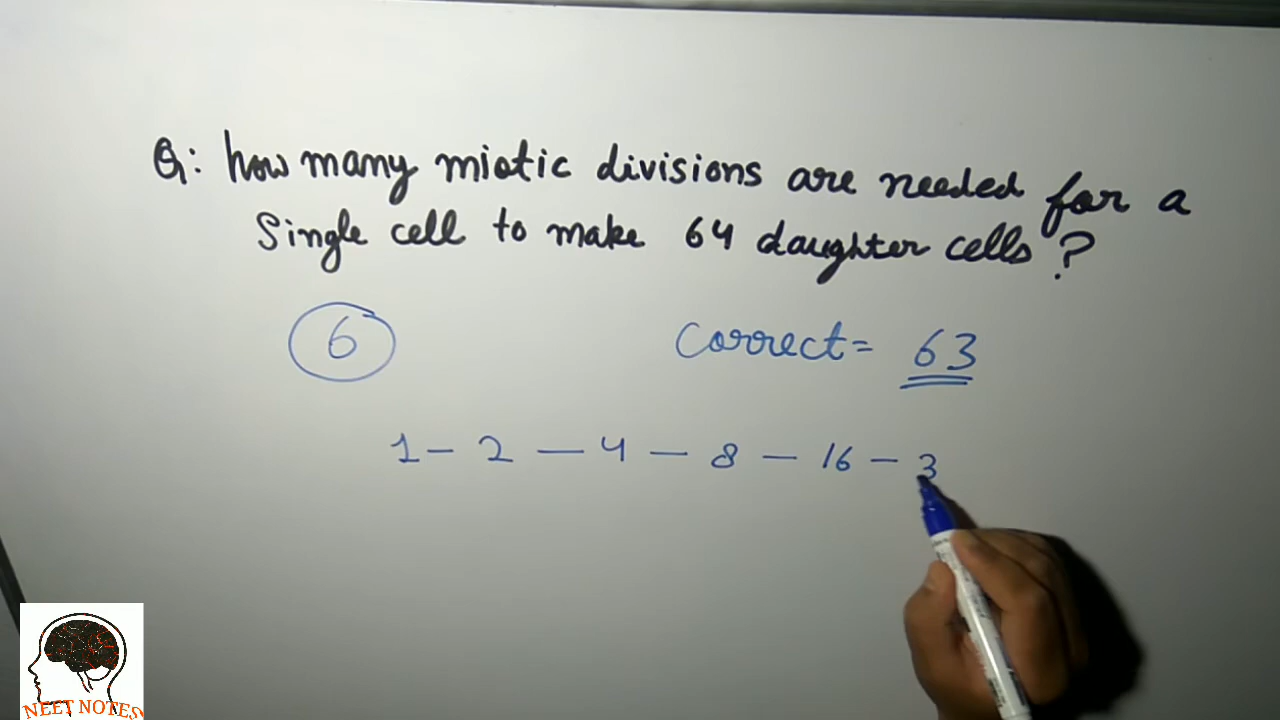 Q: how many miotic divisions are needed for a
Single cell to make 64 daughter cells?
6
Correct= 63
1 - 2 - 4 - 8 - 16 - 3
NEET NOTES